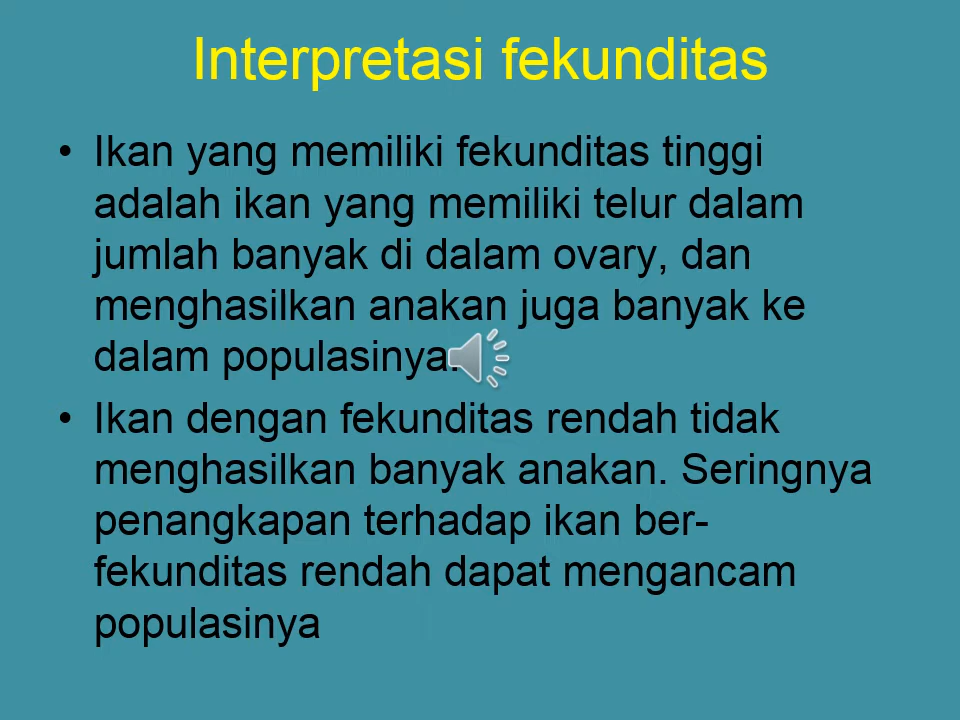 Interpretasi fekunditas
• Ikan yang memiliki fekunditas tinggi
adalah ikan yang memiliki telur dalam
jumlah banyak di dalam ovary, dan
menghasilkan anakan juga banyak ke
dalam populasinya.
• Ikan dengan fekunditas rendah tidak
menghasilkan banyak anakan. Seringnya
penangkapan terhadap ikan ber-
fekunditas rendah dapat mengancam
populasinya